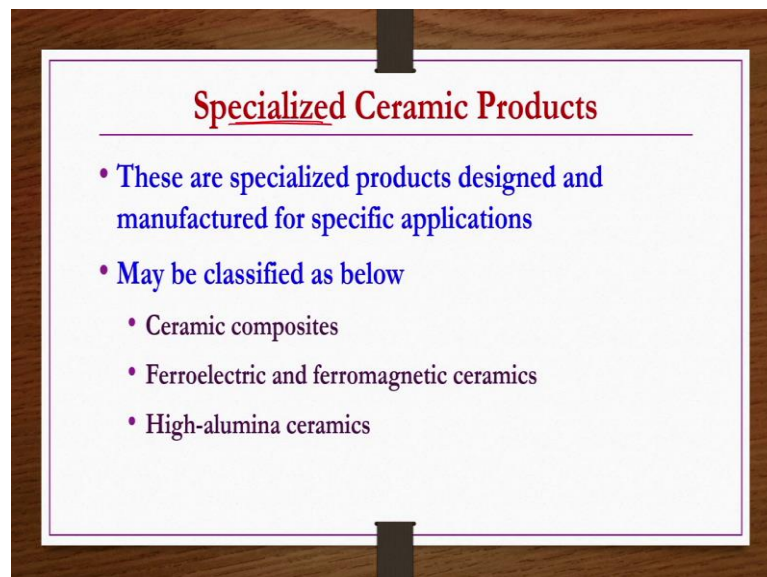 Specialized Ceramic Products
• These are specialized products designed and
manufactured for specific applications
• May be classified as below
• Ceramic composites
• Ferroelectric and ferromagnetic ceramics
• High-alumina ceramics